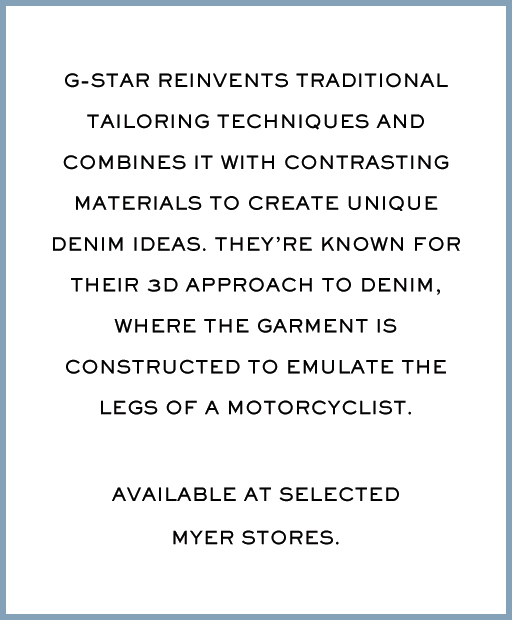 G-STAR REINVENTS TRADITIONAL
TAILORING TECHNIQUES AND
COMBINES IT WITH CONTRASTING
MATERIALS TO CREATE UNIQUE
DENIM IDEAS. THEY’RE KNOWN FOR
THEIR 3D APPROACH TO DENIM,
WHERE THE GARMENT IS
CONSTRUCTED TO EMULATE THE
LEGS OF A MOTORCYCLIST.
AVAILABLE AT SELECTED
MYER STORES.